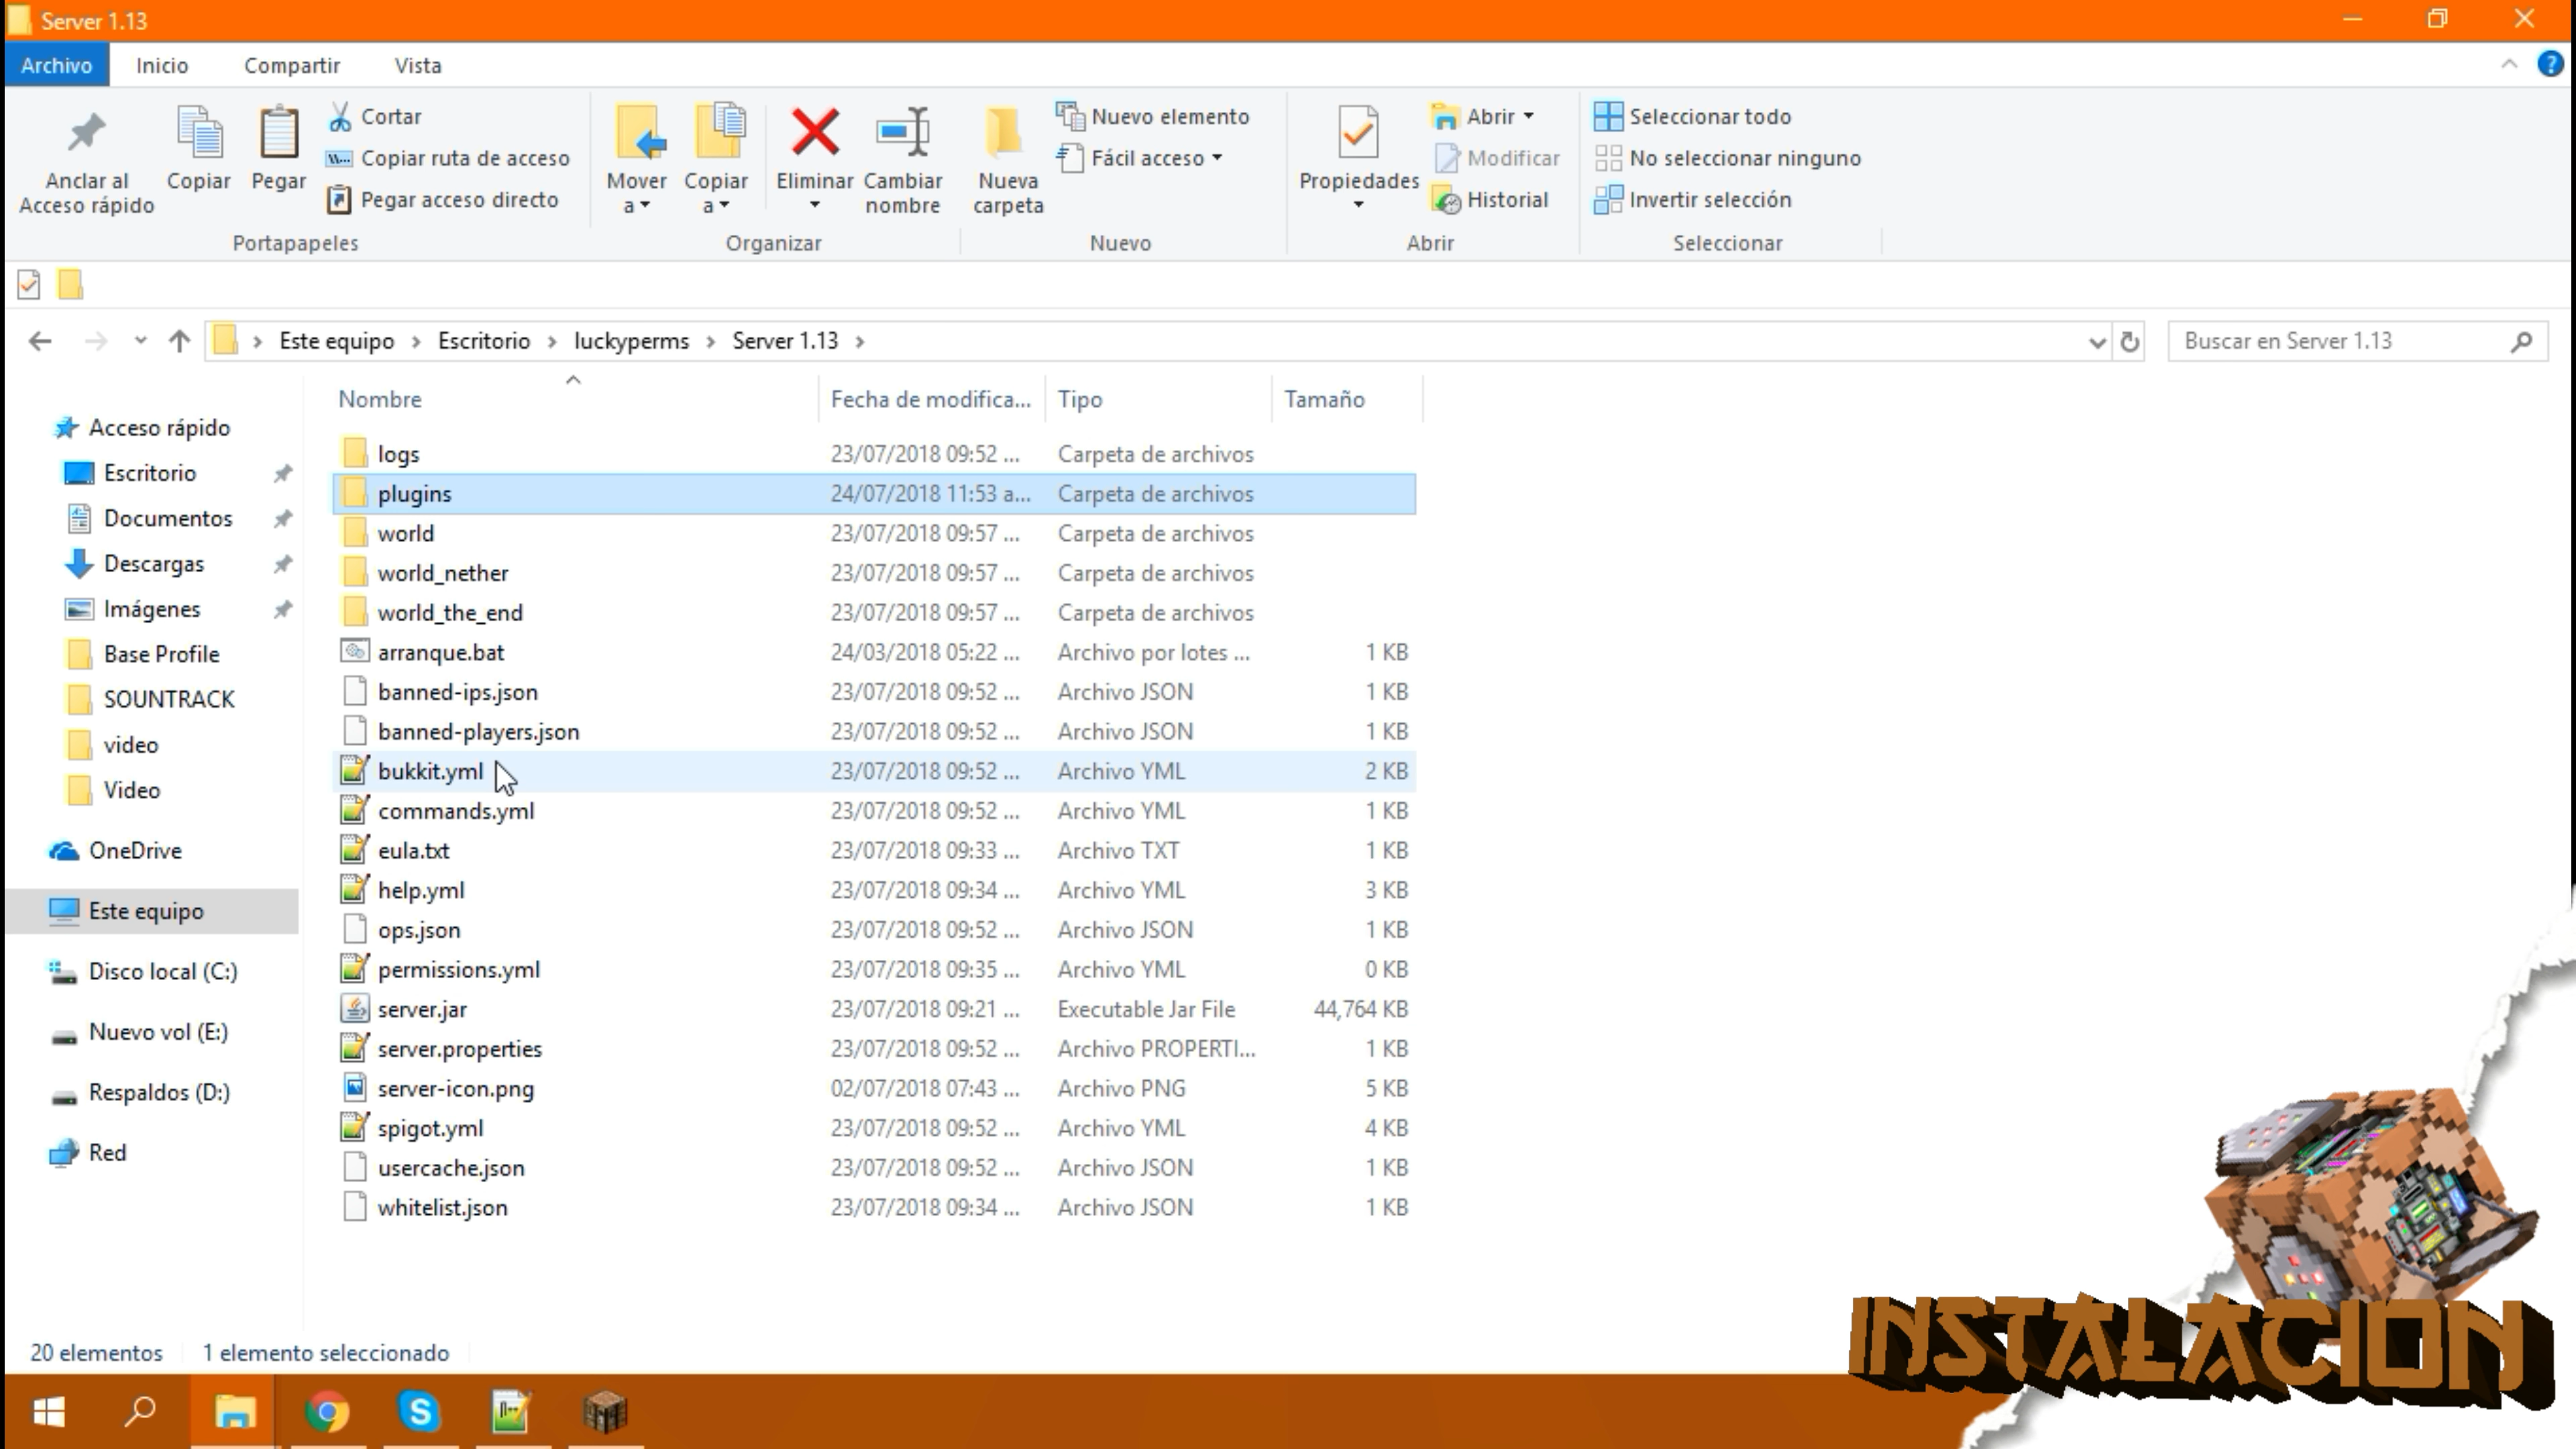 Server 1.13
Archivo Inicio Compartir Vista
Anclar al Acceso rápido
Copiar
Pegar
Cortar
Copiar ruta de acceso
Pegar acceso directo
Mover a
Copiar a
Eliminar
Cambiar nombre
Nueva carpeta
Nuevo elemento
Fácil acceso
Propiedades
Abrir
Modificar
Historial
Seleccionar todo
No seleccionar ninguno
Invertir selección
Portapapeles Organizar Nuevo Abrir Seleccionar
Este equipo > Escritorio > luckyperms > Server 1.13 >
Buscar en Server 1.13
Acceso rápido
Escritorio
Documentos
Descargas
Imágenes
Base Profile
SOUNTRACK
video
Video
OneDrive
Este equipo
Disco local (C:)
Nuevo vol (E:)
Respaldos (D:)
Red
Nombre Fecha de modifica... Tipo Tamaño
logs 23/07/2018 09:52 ... Carpeta de archivos
plugins 24/07/2018 11:53 a... Carpeta de archivos
world 23/07/2018 09:57 ... Carpeta de archivos
world_nether 23/07/2018 09:57 ... Carpeta de archivos
world_the_end 23/07/2018 09:57 ... Carpeta de archivos
arranque.bat 24/03/2018 05:22 ... Archivo por lotes ... 1 KB
banned-ips.json 23/07/2018 09:52 ... Archivo JSON 1 KB
banned-players.json 23/07/2018 09:52 ... Archivo JSON 1 KB
bukkit.yml 23/07/2018 09:52 ... Archivo YML 2 KB
commands.yml 23/07/2018 09:52 ... Archivo YML 1 KB
eula.txt 23/07/2018 09:33 ... Archivo TXT 1 KB
help.yml 23/07/2018 09:34 ... Archivo YML 3 KB
ops.json 23/07/2018 09:52 ... Archivo JSON 1 KB
permissions.yml 23/07/2018 09:35 ... Archivo YML 0 KB
server.jar 23/07/2018 09:21 ... Executable Jar File 44,764 KB
server.properties 23/07/2018 09:52 ... Archivo PROPERTI... 1 KB
server-icon.png 02/07/2018 07:43 ... Archivo PNG 5 KB
spigot.yml 23/07/2018 09:52 ... Archivo YML 4 KB
usercache.json 23/07/2018 09:52 ... Archivo JSON 1 KB
whitelist.json 23/07/2018 09:34 ... Archivo JSON 1 KB
20 elementos 1 elemento seleccionado
INSTALACION